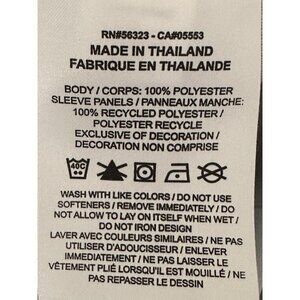 RN#56323 - CA#05553
MADE IN THAILAND
FABRIQUE EN THAILANDE
BODY / CORPS: 100% POLYESTER
SLEEVE PANELS / PANNEAUX MANCHE:
100% RECYCLED POLYESTER /
POLYESTER RECYCLE
EXCLUSIVE OF DECORATION /
DECORATION NON COMPRISE
40C
WASH WITH LIKE COLORS / DO NOT USE
SOFTENERS / REMOVE IMMEDIATELY / DO
NOT ALLOW TO LAY ON ITSELF WHEN WET /
DO NOT IRON DESIGN
LAVER AVEC COULEURS SIMILAIRES / NE PAS
UTILISER D'ADOUCISSEUR / ENLEVER
IMMEDIATEMENT / NE PAS LAISSER LE
VÊTEMENT PLIÉ LORSQU'IL EST MOUILLÉ / NE
PAS REPASSER LE DESSIN